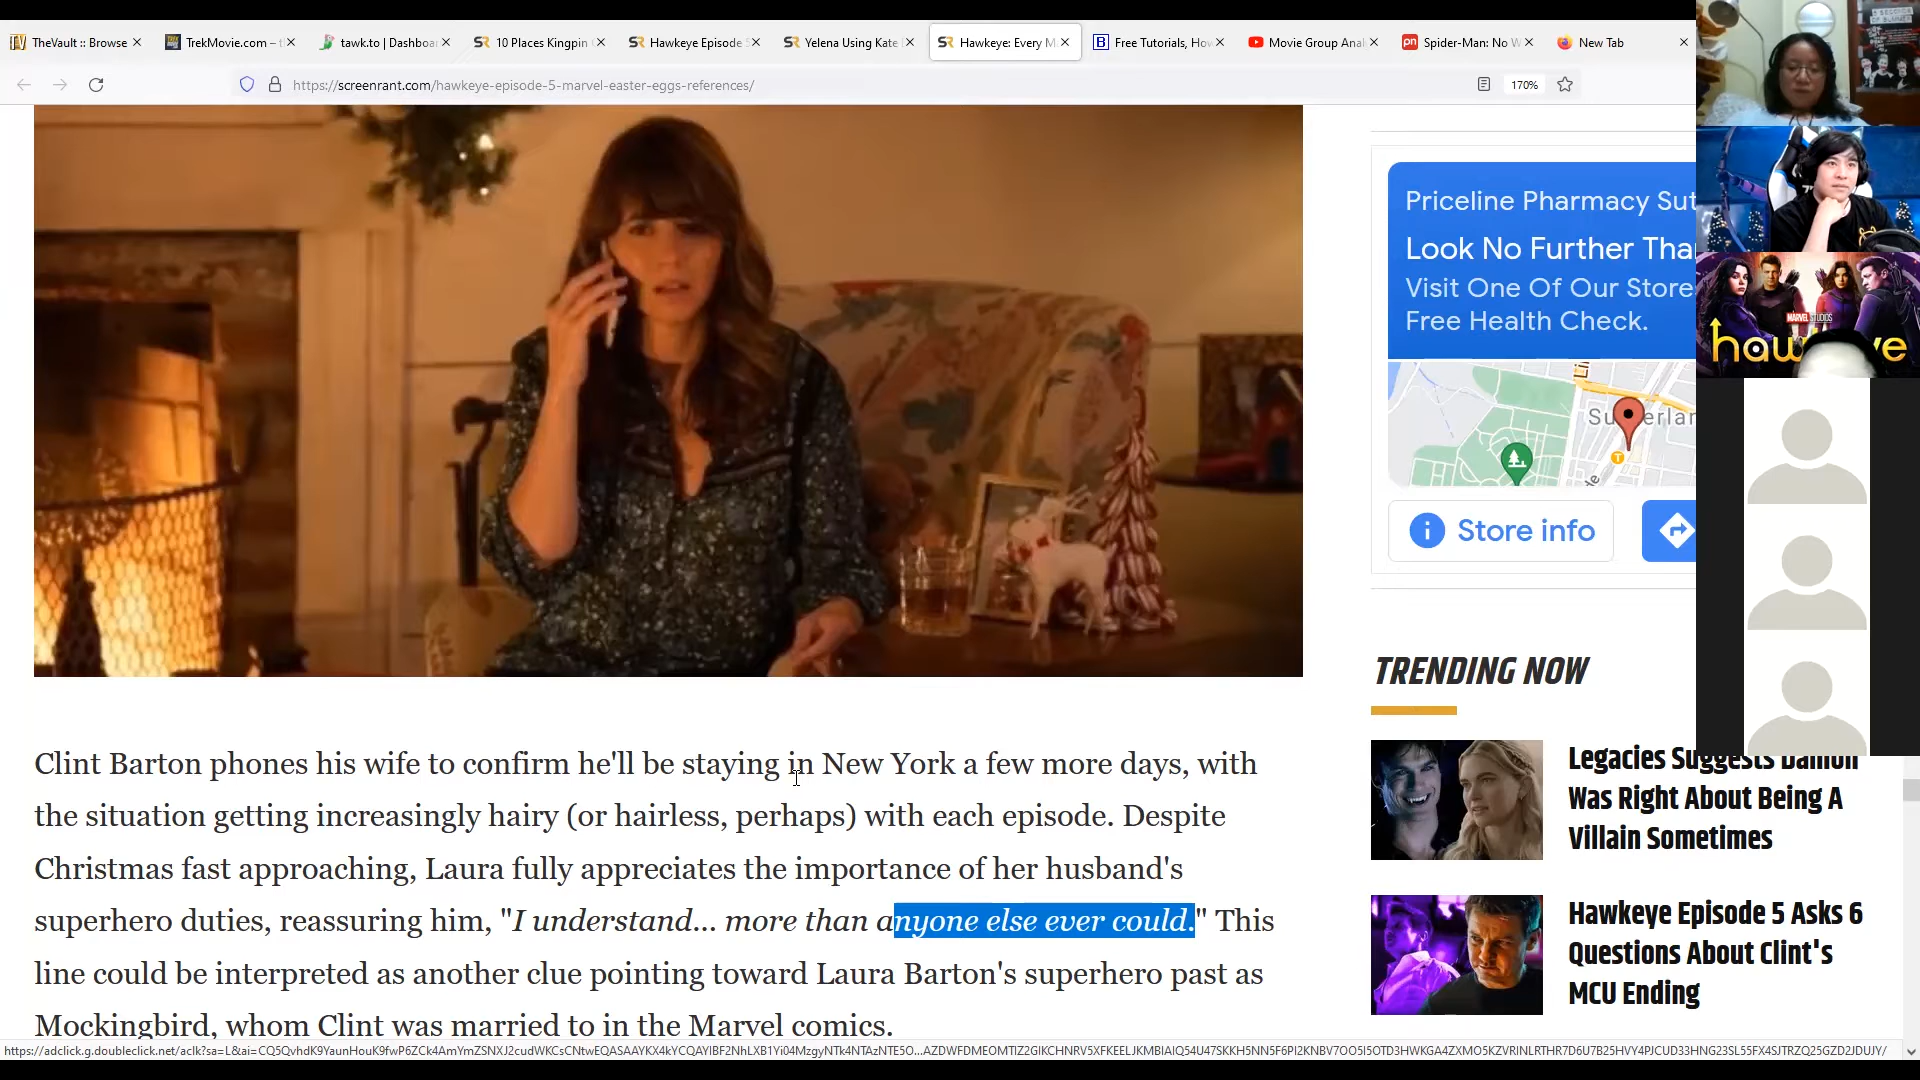 TheVault :: Browse
TrekMovie.com – t
tawk.to | Dashboa
10 Places Kingpin
Hawkeye Episode
Yelena Using Kate
Hawkeye: Every M
Free Tutorials, How
Movie Group Anal
Spider-Man: No W
New Tab
https://screenrant.com/hawkeye-episode-5-marvel-easter-eggs-references/
170%
Priceline Pharmacy Sut
Look No Further Tha
Visit One Of Our Store
Free Health Check.
Store info
MARVEL STUDIOS
TRENDING NOW
Legacies Suggests Damon
Was Right About Being A
Villain Sometimes
Hawkeye Episode 5 Asks 6
Questions About Clint's
MCU Ending
Clint Barton phones his wife to confirm he'll be staying in New York a few more days, with
the situation getting increasingly hairy (or hairless, perhaps) with each episode. Despite
Christmas fast approaching, Laura fully appreciates the importance of her husband's
superhero duties, reassuring him, "I understand... more than anyone else ever could." This
line could be interpreted as another clue pointing toward Laura Barton's superhero past as
Mockingbird, whom Clint was married to in the Marvel comics.